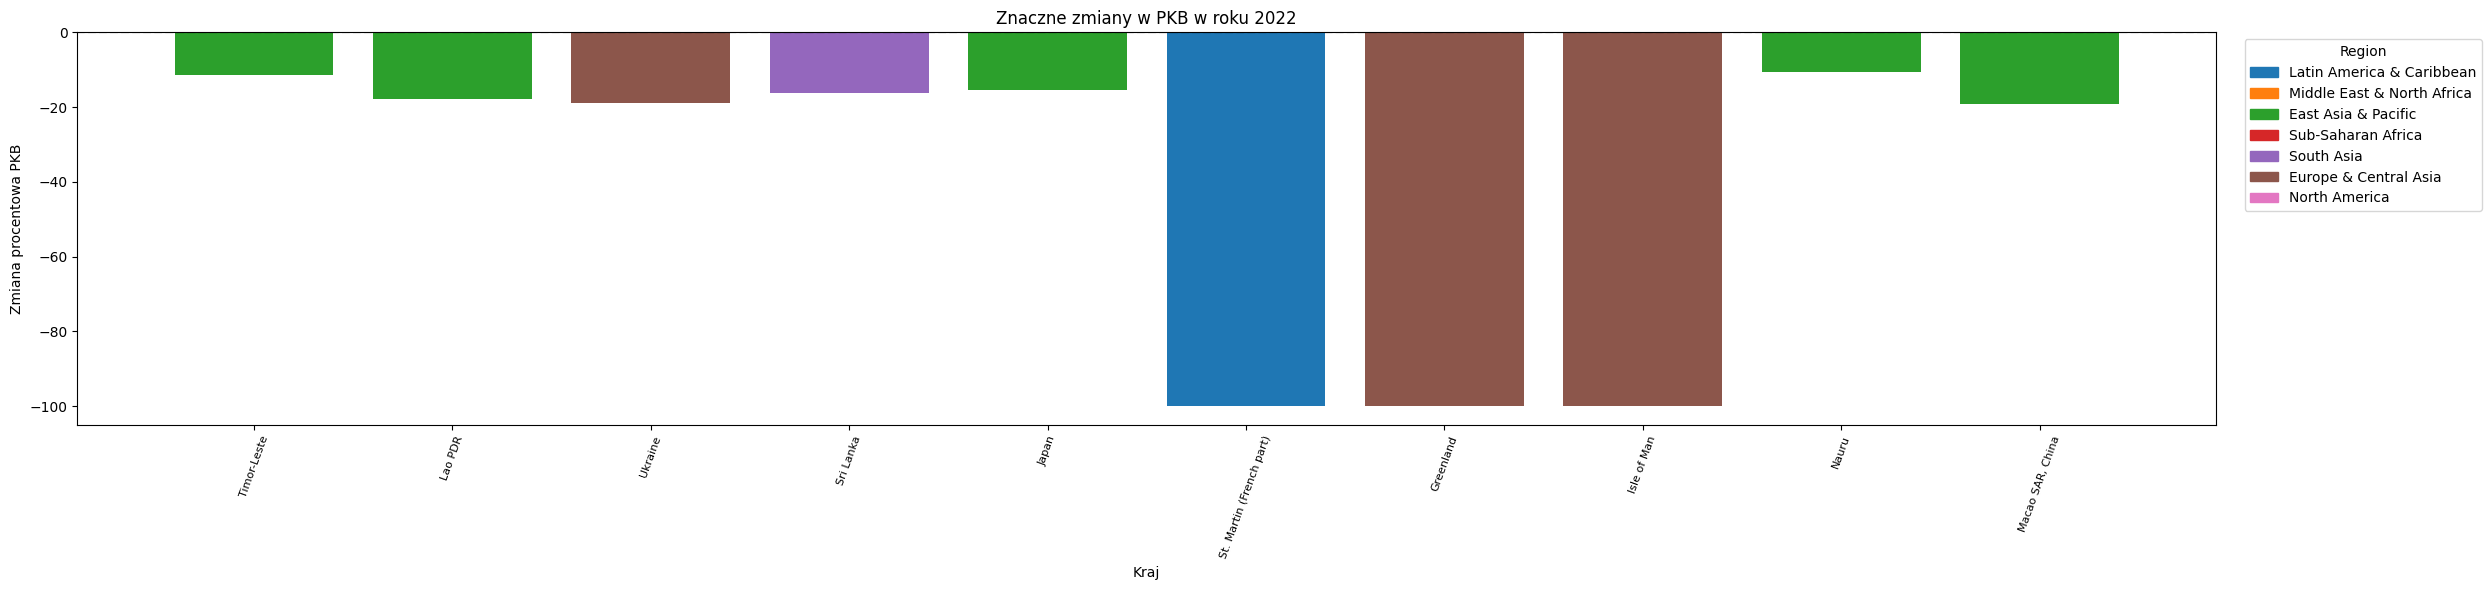 Znaczne zmiany w PKB w roku 2022
Zmiana procentowa PKB
0
−20
−40
−60
−80
−100
Timor-Leste
Lao PDR
Ukraine
Sri Lanka
Japan
St. Martin (French part)
Greenland
Isle of Man
Nauru
Macao SAR, China
Kraj
Region
Latin America & Caribbean
Middle East & North Africa
East Asia & Pacific
Sub-Saharan Africa
South Asia
Europe & Central Asia
North America